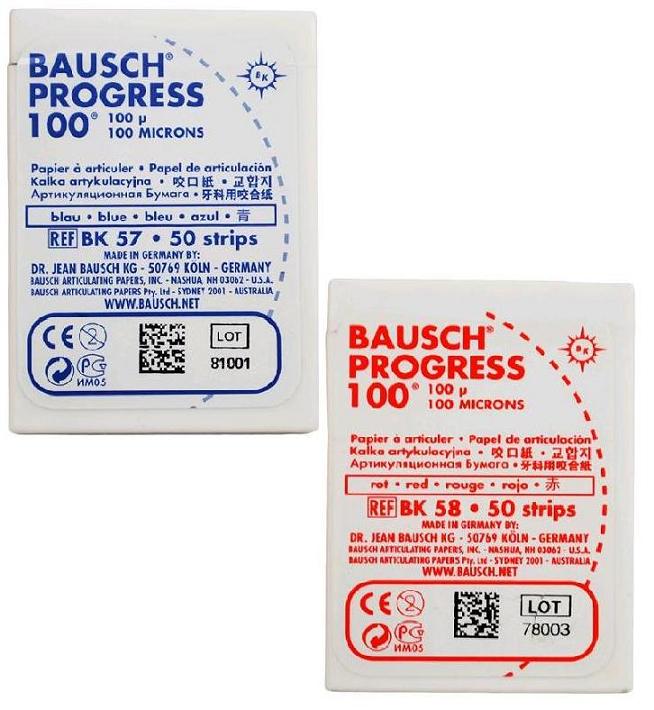 BAUSCH®
PROGRESS
100® 100 µ
100 MICRONS
BK
Papier à articuler • Papel de articulación
Kalka artykulacyjna • 咬口紙 • 교합지
Артикуляционная Бумага • 牙科用咬合紙
blau • blue • bleu • azul • 青
REF BK 57 • 50 strips
MADE IN GERMANY BY:
DR. JEAN BAUSCH KG - 50769 KÖLN - GERMANY
BAUSCH ARTICULATING PAPERS, INC. - NASHUA, NH 03062 - U.S.A.
BAUSCH ARTICULATING PAPERS Pty. Ltd - SYDNEY 2001 - AUSTRALIA
WWW.BAUSCH.NET
CE 2 LOT
81001
РСТ
ИМ05
BAUSCH®
PROGRESS
100® 100 µ
100 MICRONS
BK
Papier à articuler • Papel de articulación
Kalka artykulacyjna • 咬口紙 • 교합지
Артикуляционная Бумага • 牙科用咬合紙
rot • red • rouge • rojo • 赤
REF BK 58 • 50 strips
MADE IN GERMANY BY:
DR. JEAN BAUSCH KG - 50769 KÖLN - GERMANY
BAUSCH ARTICULATING PAPERS, INC. - NASHUA, NH 03062 - U.S.A.
BAUSCH ARTICULATING PAPERS Pty. Ltd - SYDNEY 2001 - AUSTRALIA
WWW.BAUSCH.NET
CE 2 LOT
78003
РСТ
ИМ05